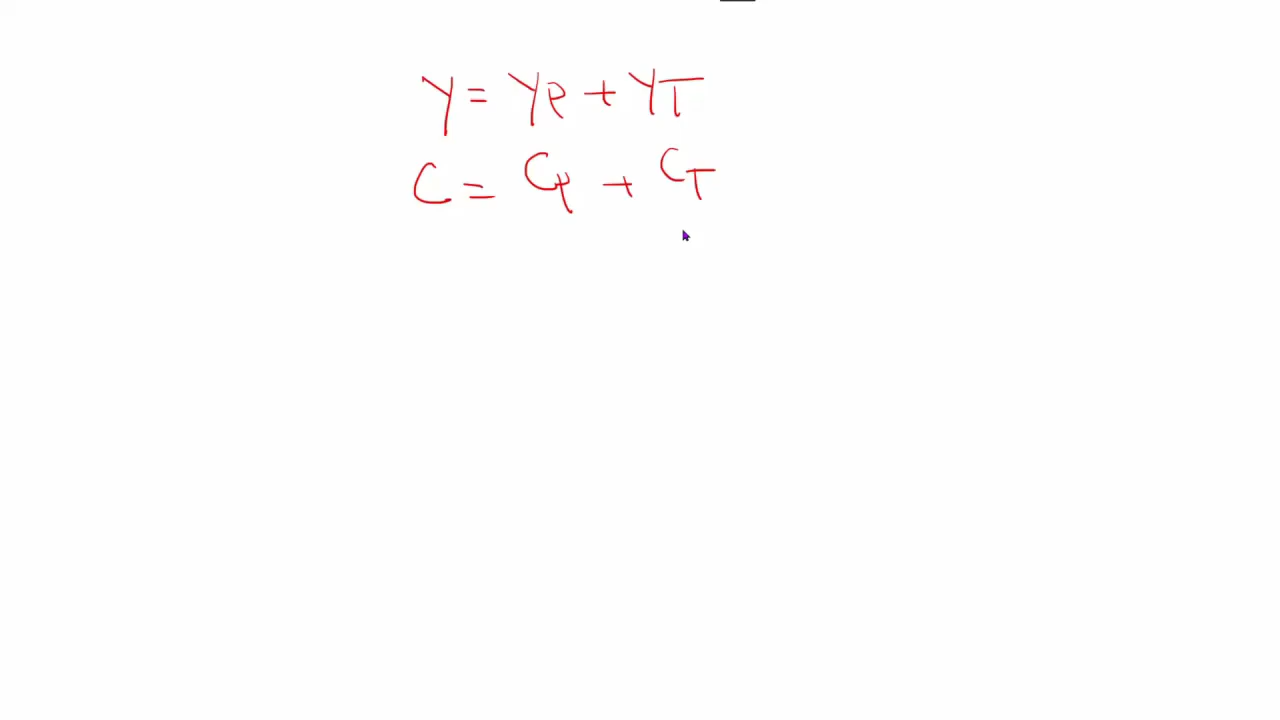 Y = YP + YT
C = CP + CT